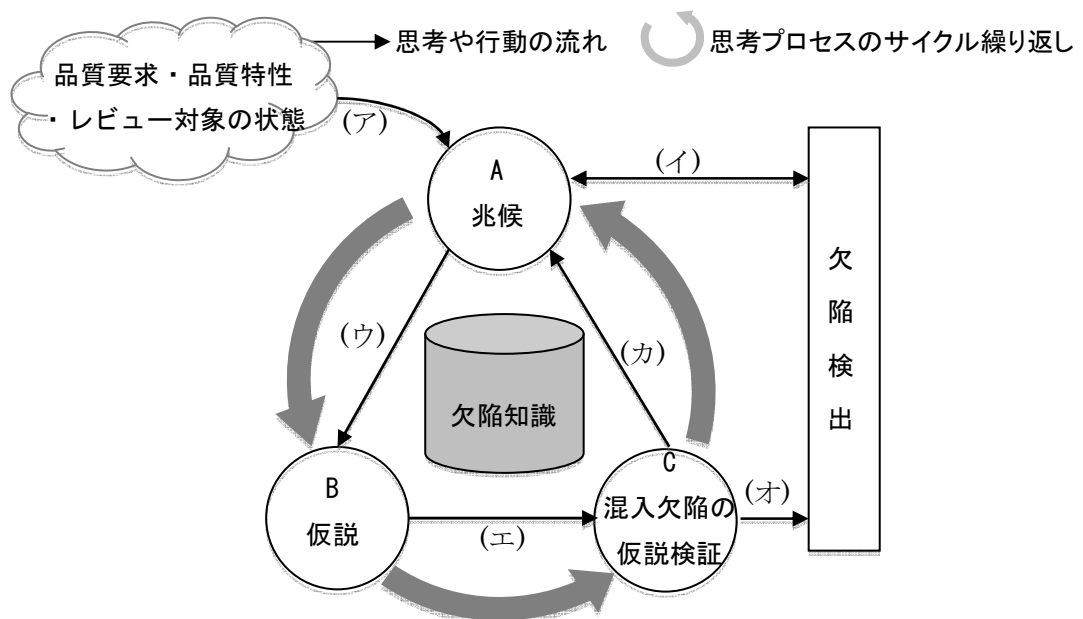 思考や行動の流れ
思考プロセスのサイクル繰り返し
品質要求・品質特性
・レビュー対象の状態
(ア)
A
兆候
(イ)
欠陥検出
(ウ)
(カ)
欠陥知識
B
仮説
(エ)
C
混入欠陥の
仮説検証
(オ)